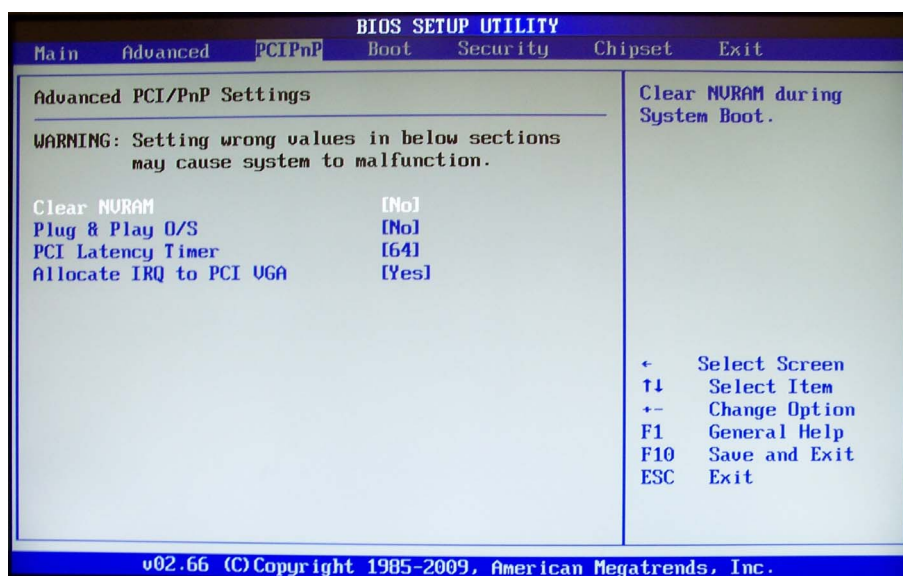 BIOS SETUP UTILITY
Main Advanced PCIPnP Boot Security Chipset Exit
Advanced PCI/PnP Settings
WARNING: Setting wrong values in below sections
may cause system to malfunction.
Clear NVRAM [No]
Plug & Play O/S [No]
PCI Latency Timer [64]
Allocate IRQ to PCI VGA [Yes]
Clear NVRAM during
System Boot.
← Select Screen
↑↓ Select Item
+- Change Option
F1 General Help
F10 Save and Exit
ESC Exit
v02.66 (C)Copyright 1985-2009, American Megatrends, Inc.